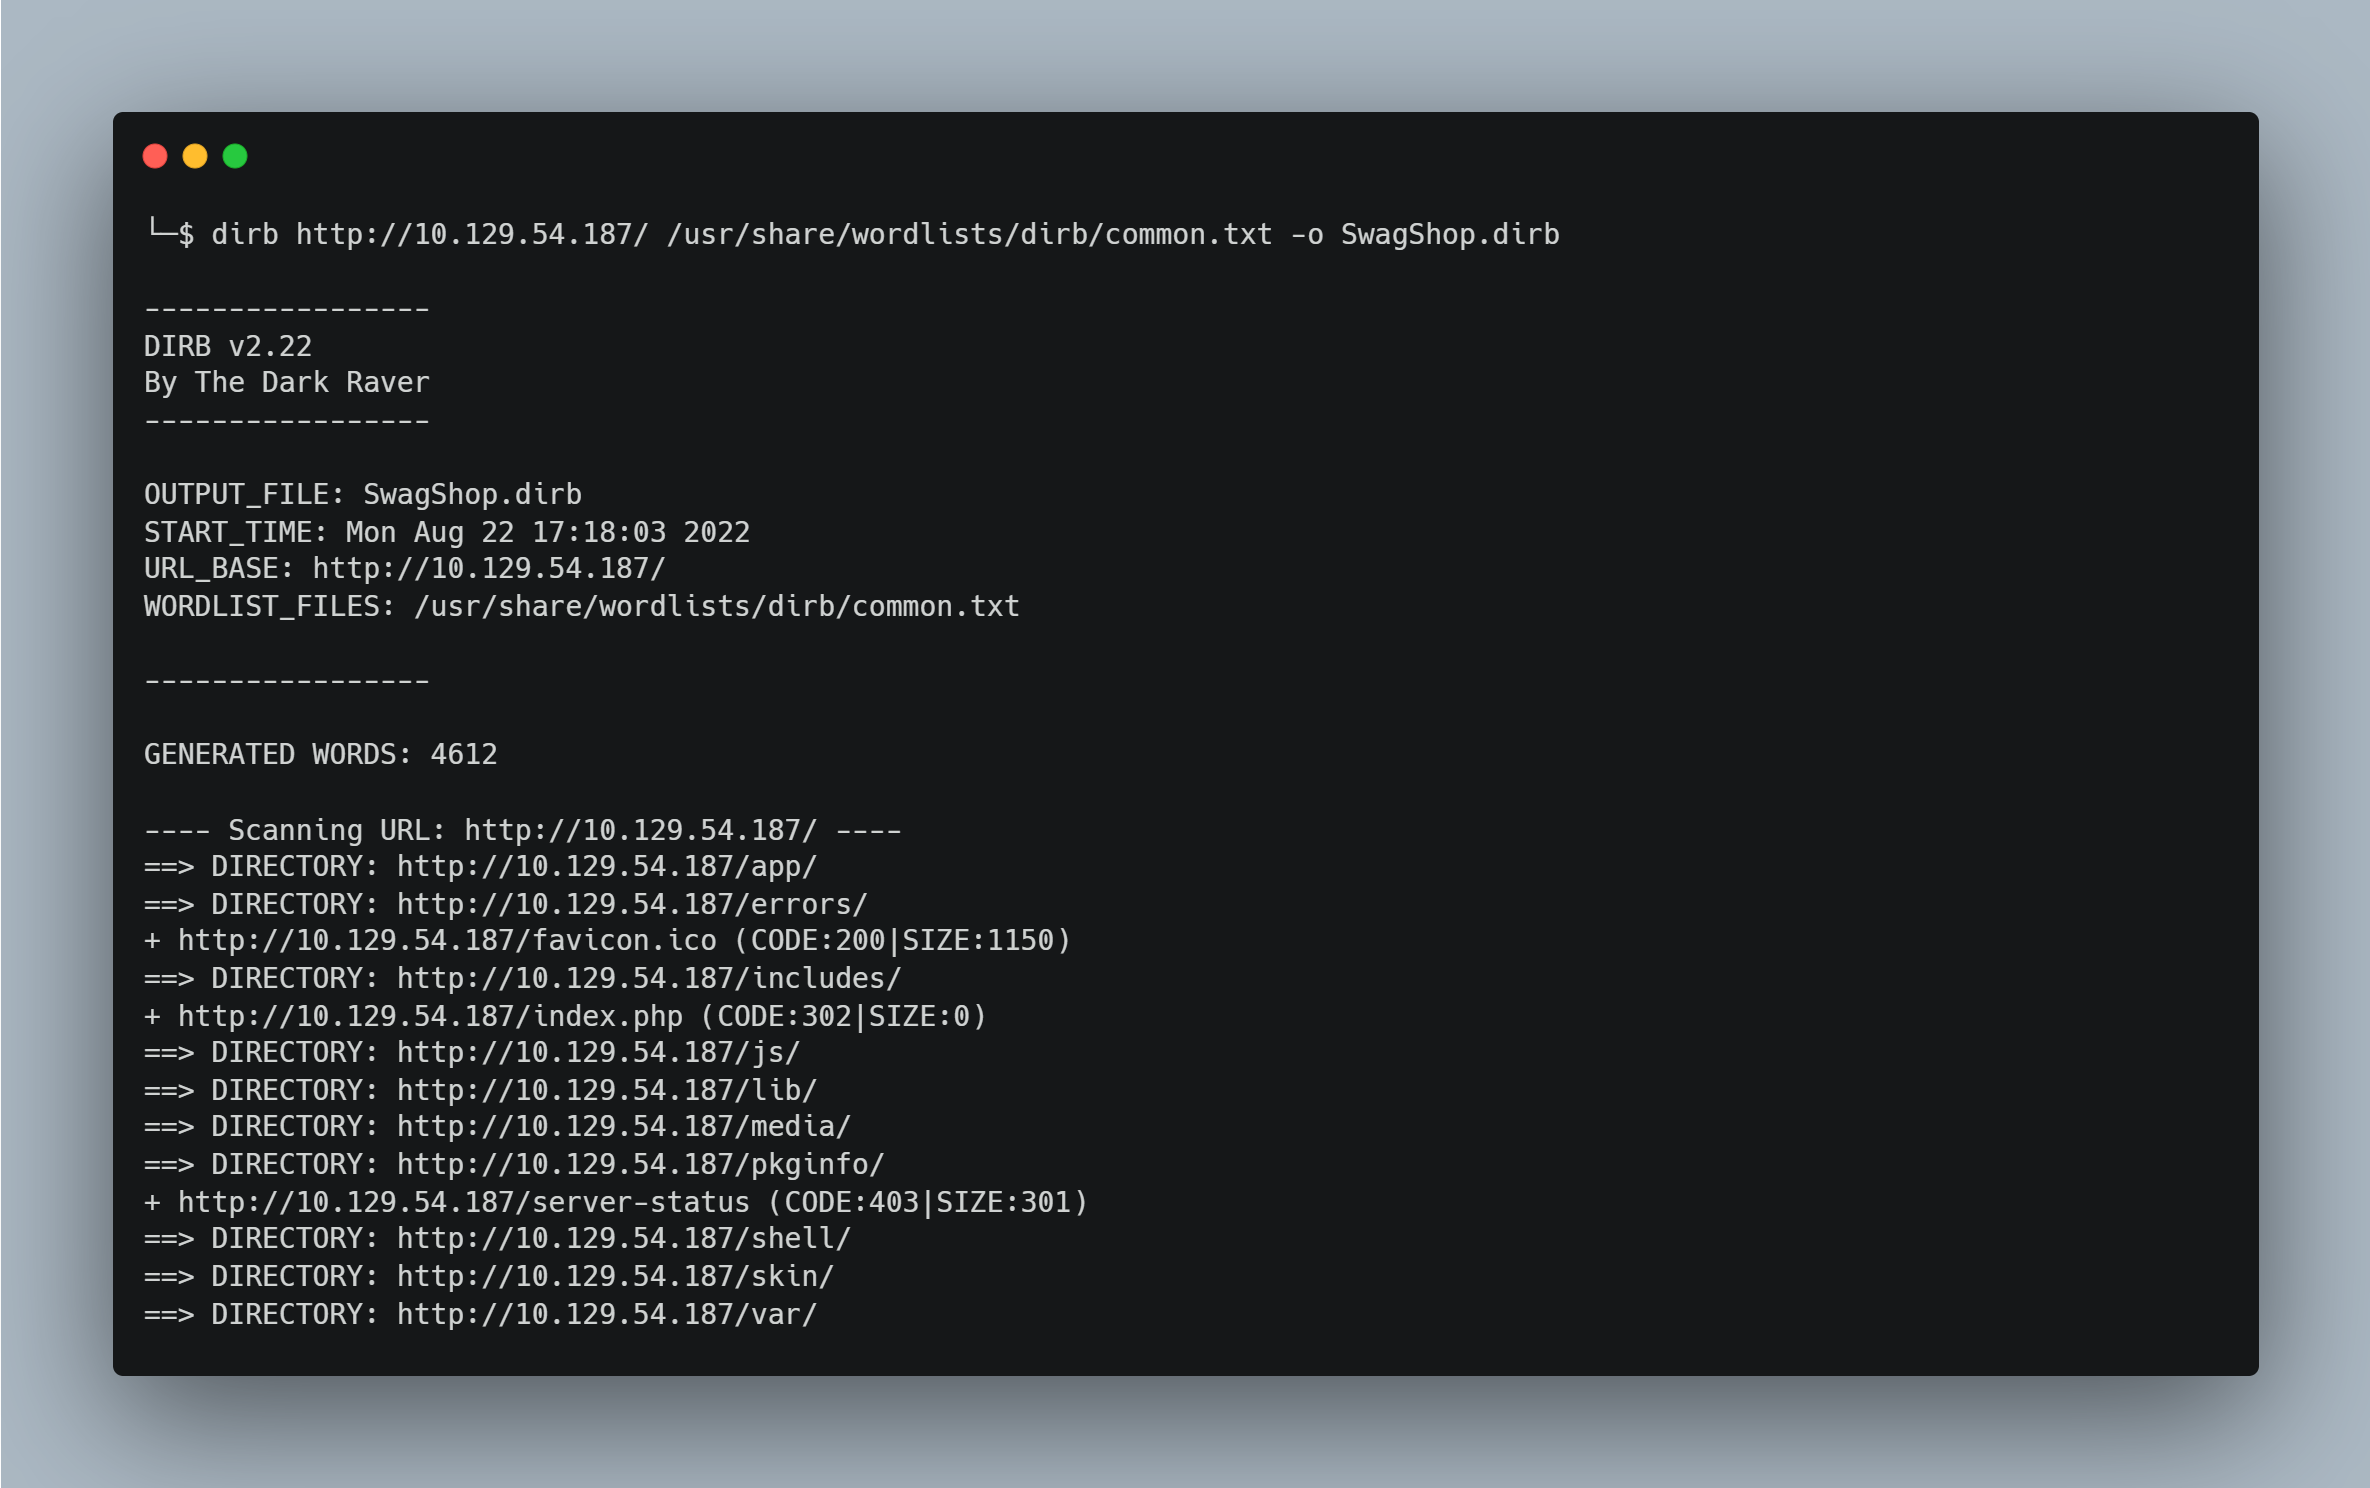 └─$ dirb http://10.129.54.187/ /usr/share/wordlists/dirb/common.txt -o SwagShop.dirb
-----------------
DIRB v2.22
By The Dark Raver
-----------------
OUTPUT_FILE: SwagShop.dirb
START_TIME: Mon Aug 22 17:18:03 2022
URL_BASE: http://10.129.54.187/
WORDLIST_FILES: /usr/share/wordlists/dirb/common.txt
-----------------
GENERATED WORDS: 4612
---- Scanning URL: http://10.129.54.187/ ----
==> DIRECTORY: http://10.129.54.187/app/
==> DIRECTORY: http://10.129.54.187/errors/
+ http://10.129.54.187/favicon.ico (CODE:200|SIZE:1150)
==> DIRECTORY: http://10.129.54.187/includes/
+ http://10.129.54.187/index.php (CODE:302|SIZE:0)
==> DIRECTORY: http://10.129.54.187/js/
==> DIRECTORY: http://10.129.54.187/lib/
==> DIRECTORY: http://10.129.54.187/media/
==> DIRECTORY: http://10.129.54.187/pkginfo/
+ http://10.129.54.187/server-status (CODE:403|SIZE:301)
==> DIRECTORY: http://10.129.54.187/shell/
==> DIRECTORY: http://10.129.54.187/skin/
==> DIRECTORY: http://10.129.54.187/var/